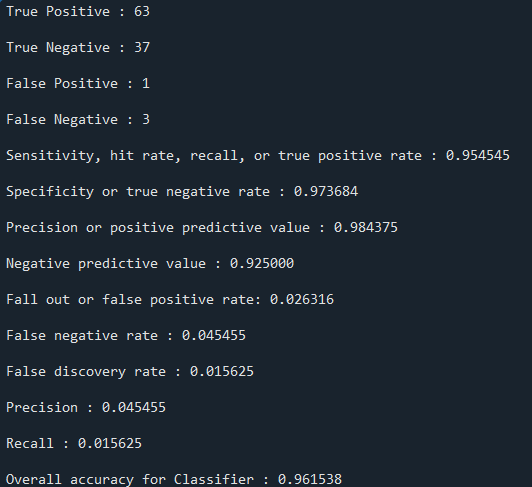 True Positive : 63
True Negative : 37
False Positive : 1
False Negative : 3
Sensitivity, hit rate, recall, or true positive rate : 0.954545
Specificity or true negative rate : 0.973684
Precision or positive predictive value : 0.984375
Negative predictive value : 0.925000
Fall out or false positive rate: 0.026316
False negative rate : 0.045455
False discovery rate : 0.015625
Precision : 0.045455
Recall : 0.015625
Overall accuracy for Classifier : 0.961538